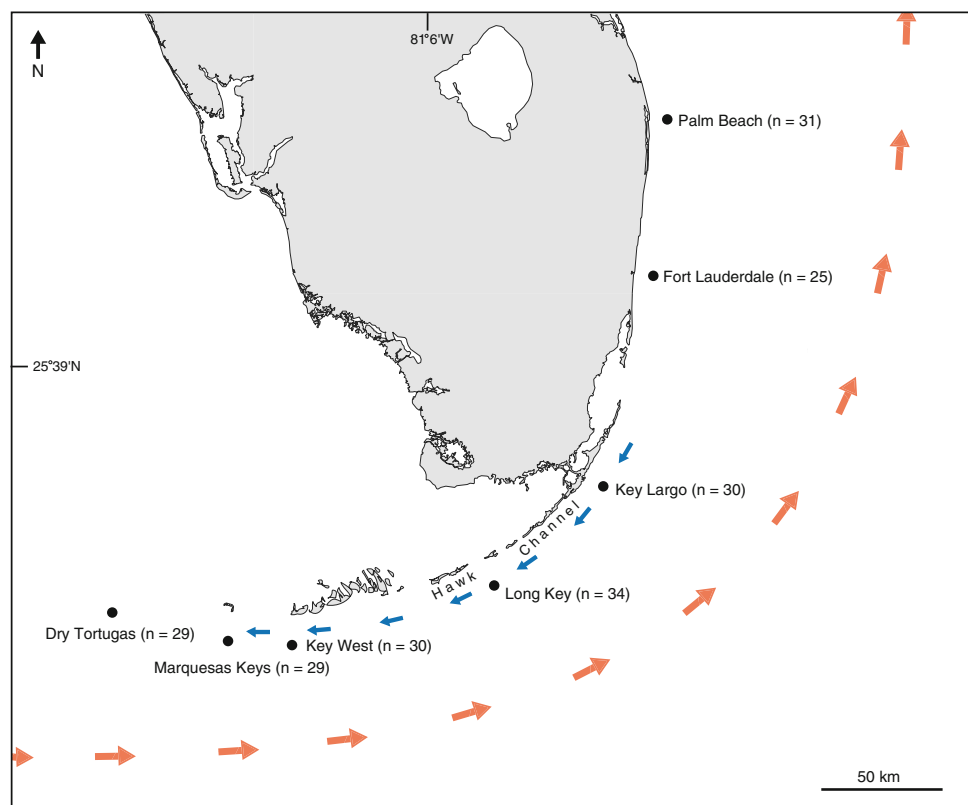 81°6'W
N
Palm Beach (n = 31)
Fort Lauderdale (n = 25)
25°39'N
Key Largo (n = 30)
Hawk Channel
Long Key (n = 34)
Dry Tortugas (n = 29)
Key West (n = 30)
Marquesas Keys (n = 29)
50 km